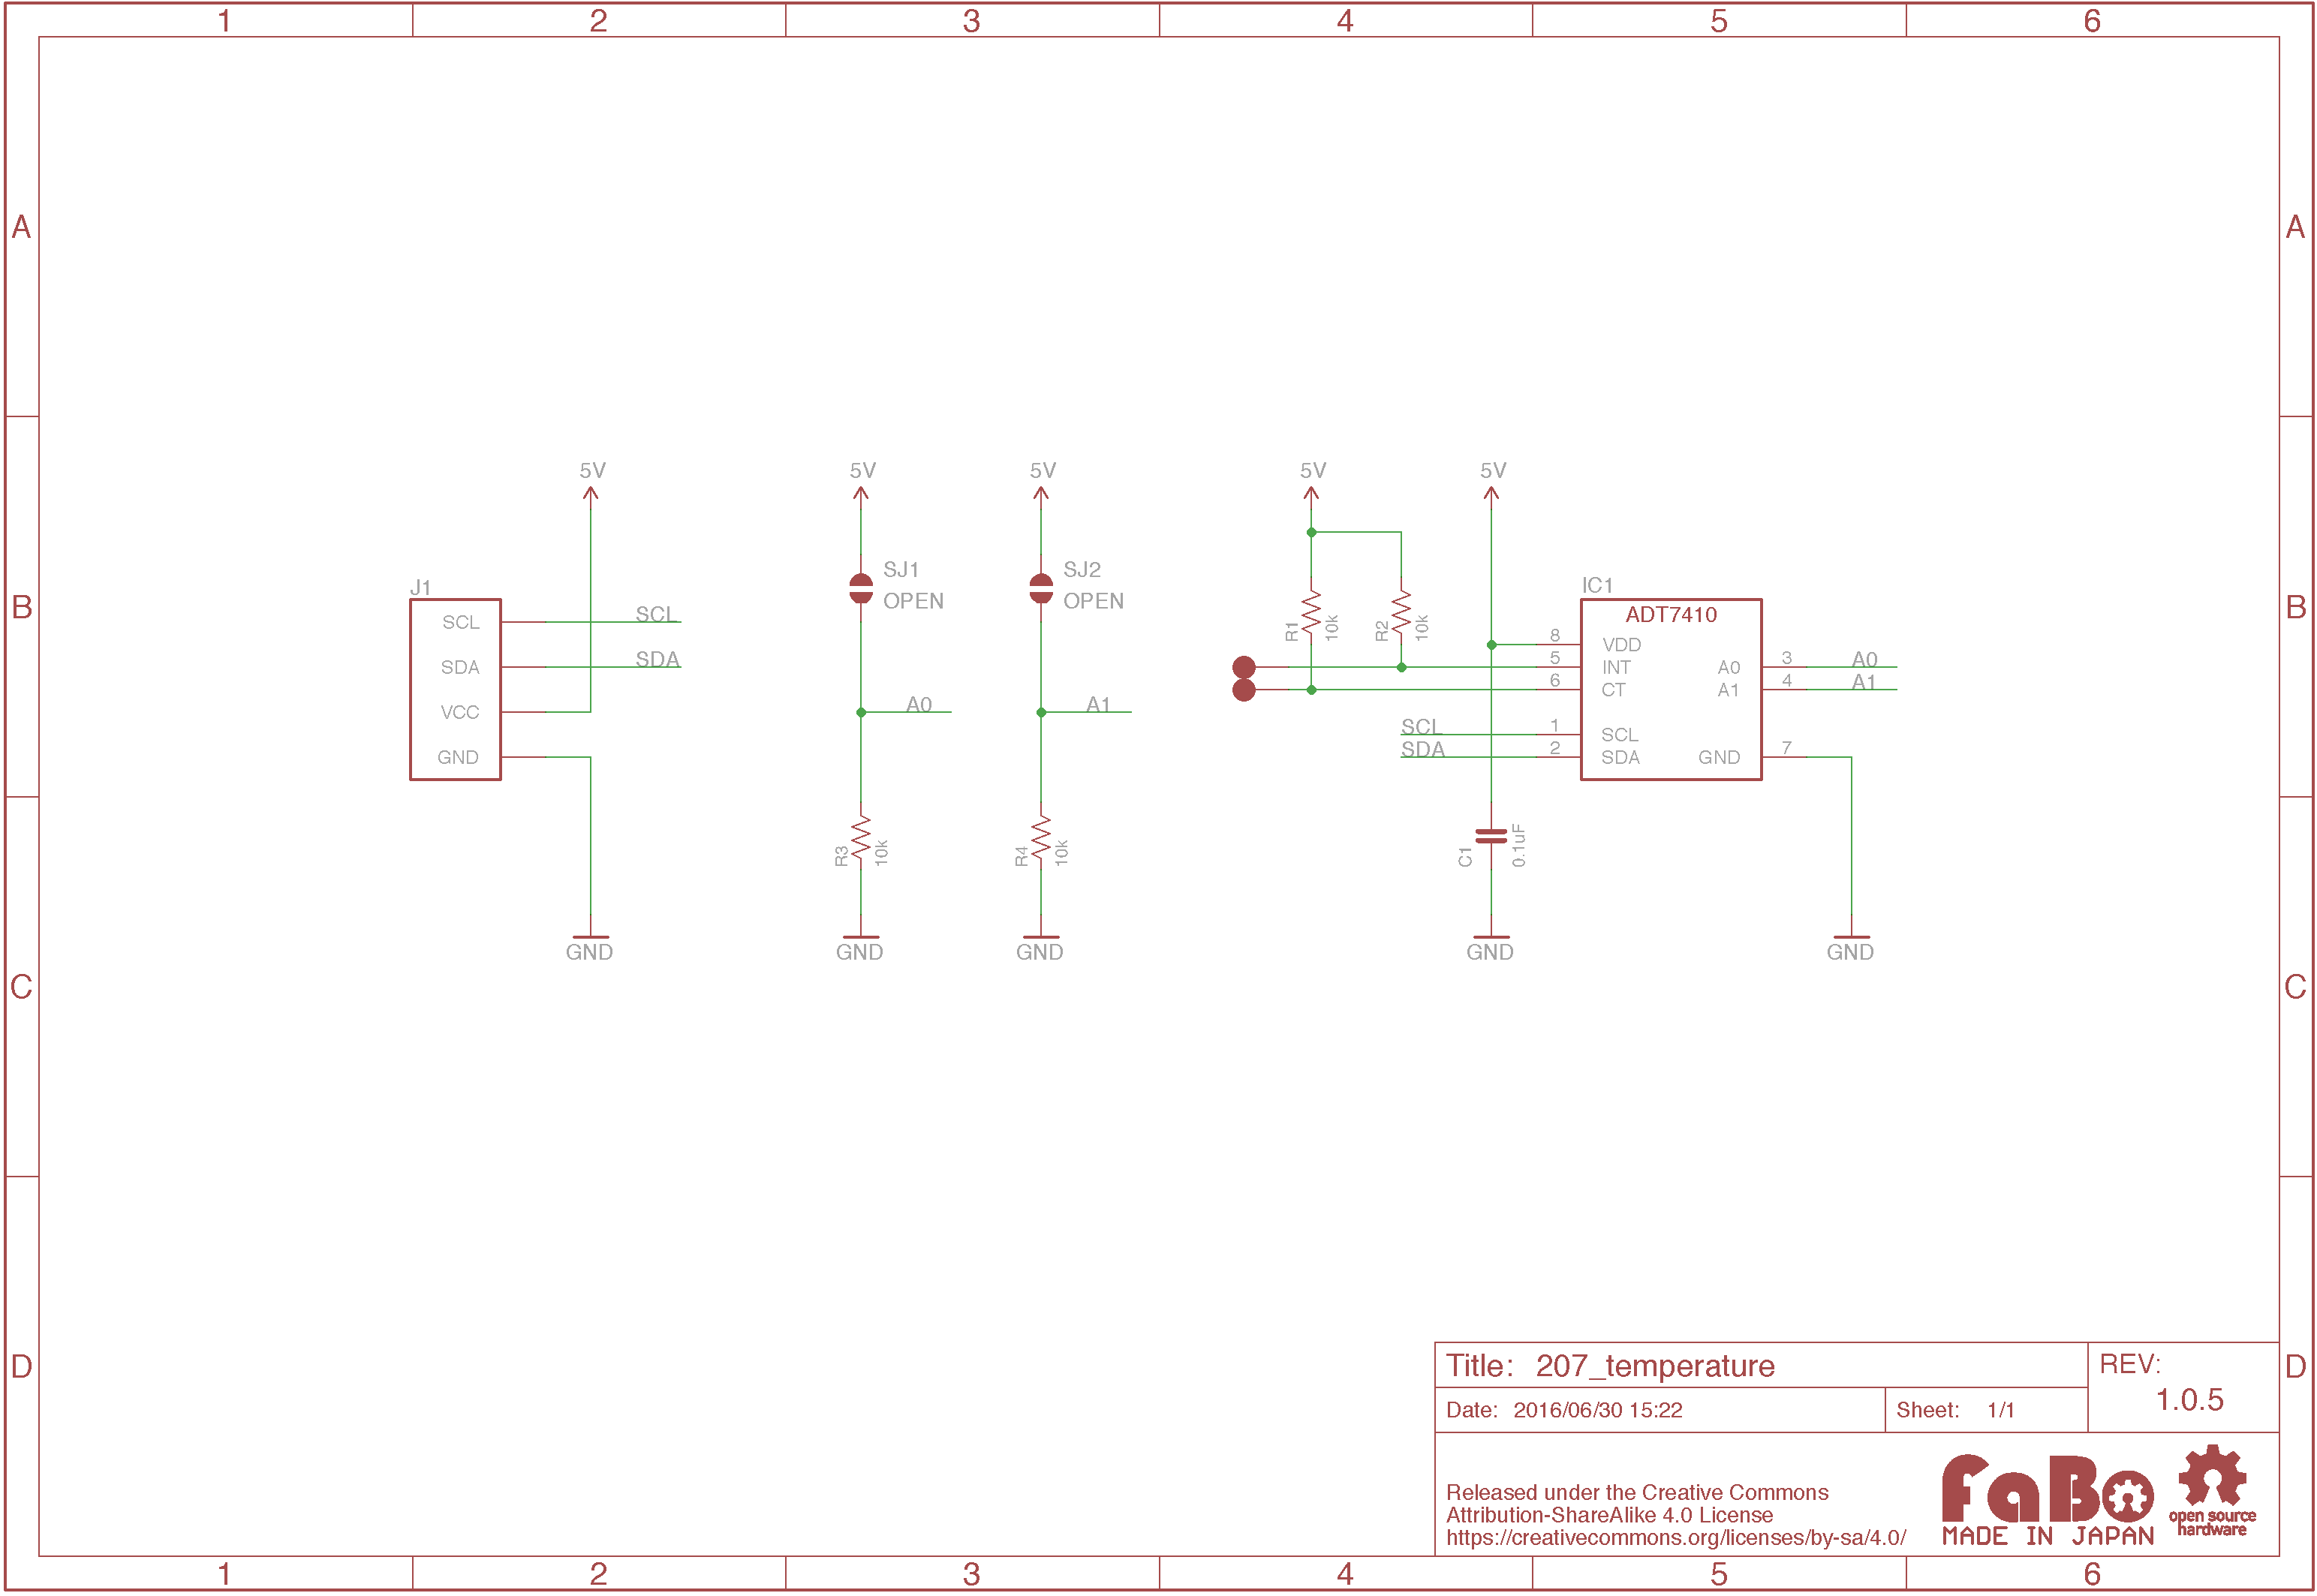 1 2 3 4 5 6
A A
5V 5V 5V 5V 5V
SJ1 SJ2
OPEN OPEN
J1 IC1
ADT7410
SCL SCL
SDA SDA
VCC
GND
A0 A1
R1 10k R2 10k
8 VDD
5 INT A0 3 A0
6 CT A1 4 A1
SCL 1 SCL
SDA 2 SDA GND 7
B B
R3 10k R4 10k C1 0.1uF
GND GND GND GND GND
C C
D D
Title: 207_temperature
REV:
1.0.5
Date: 2016/06/30 15:22 Sheet: 1/1
Released under the Creative Commons
Attribution-ShareAlike 4.0 License
https://creativecommons.org/licenses/by-sa/4.0/
FaBo
MADE IN JAPAN
open source
hardware
1 2 3 4 5 6